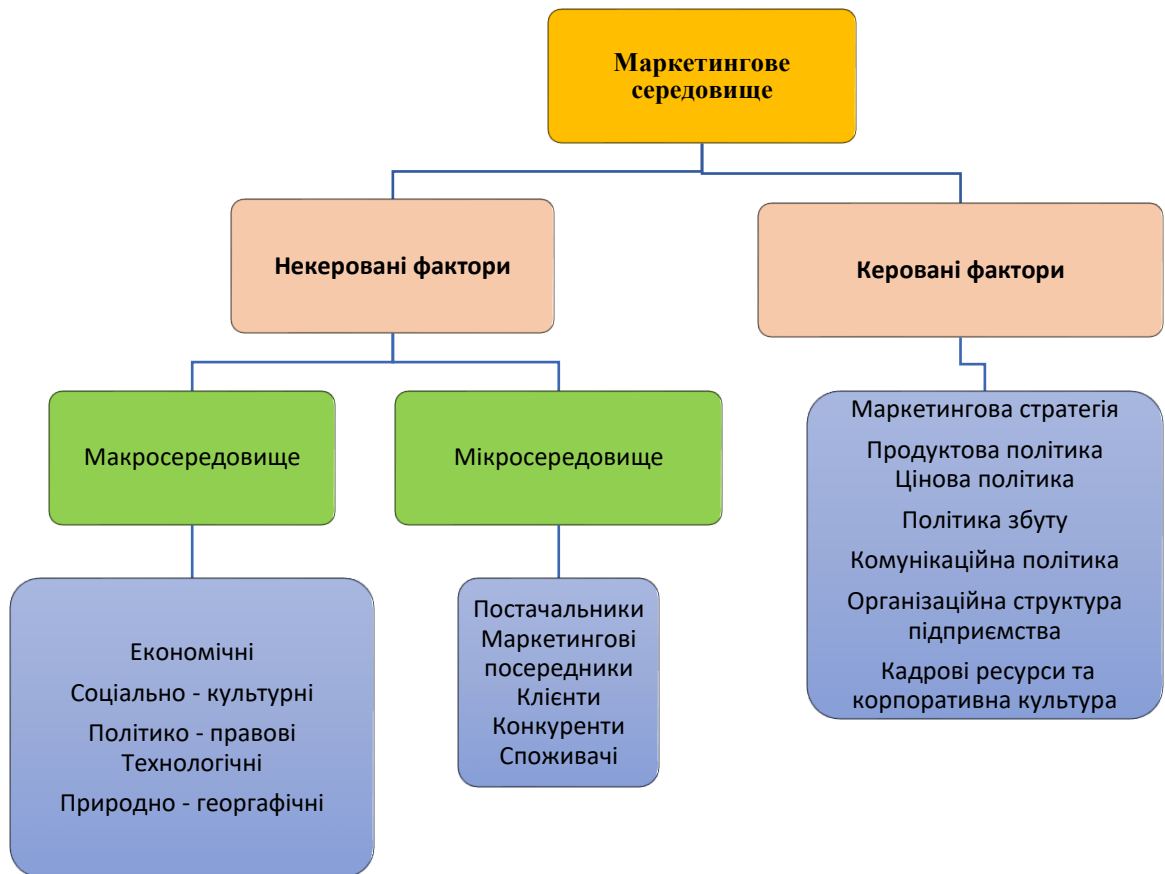 Маркетингове
середовище
Некеровані фактори
Керовані фактори
Макросередовище
Мікросередовище
Економічні
Соціально - культурні
Політико - правові
Технологічні
Природно - георгафічні
Постачальники
Маркетингові
посередники
Клієнти
Конкуренти
Споживачі
Маркетингова стратегія
Продуктова політика
Цінова політика
Політика збуту
Комунікаційна політика
Організаційна структура
підприємства
Кадрові ресурси та
корпоративна культура